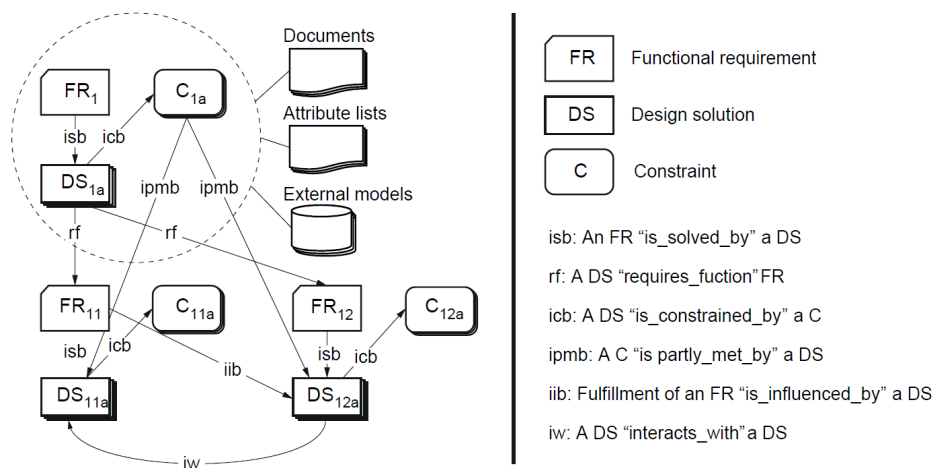 Documents
FR1
C1a
isb
icb
Attribute lists
DS1a
ipmb
ipmb
External models
rf
rf
FR11
C11a
FR12
C12a
isb
icb
iib
isb
icb
DS11a
DS12a
iw
FR
Functional requirement
DS
Design solution
C
Constraint
isb: An FR “is_solved_by” a DS
rf: A DS “requires_fuction”FR
icb: A DS “is_constrained_by” a C
ipmb: A C “is partly_met_by” a DS
iib: Fulfillment of an FR “is_influenced_by” a DS
iw: A DS “interacts_with”a DS